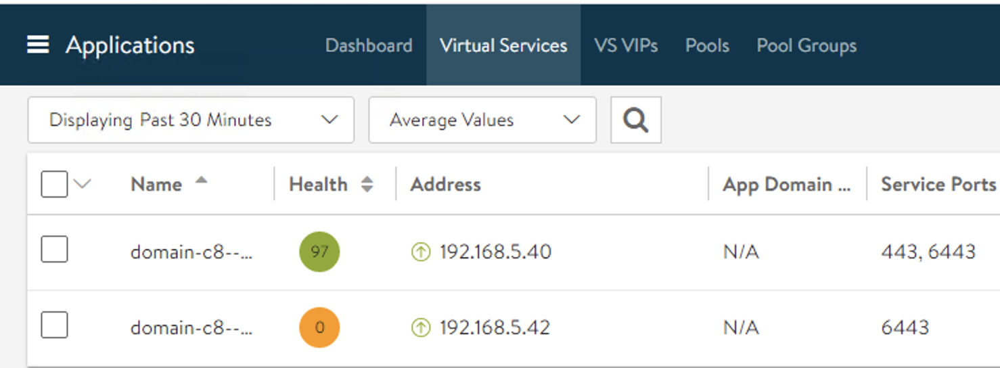 Applications Dashboard Virtual Services VS VIPs Pools Pool Groups
Displaying Past 30 Minutes Average Values
Name Health Address App Domain ... Service Ports
domain-c8--... 97 192.168.5.40 N/A 443, 6443
domain-c8--... 0 192.168.5.42 N/A 6443